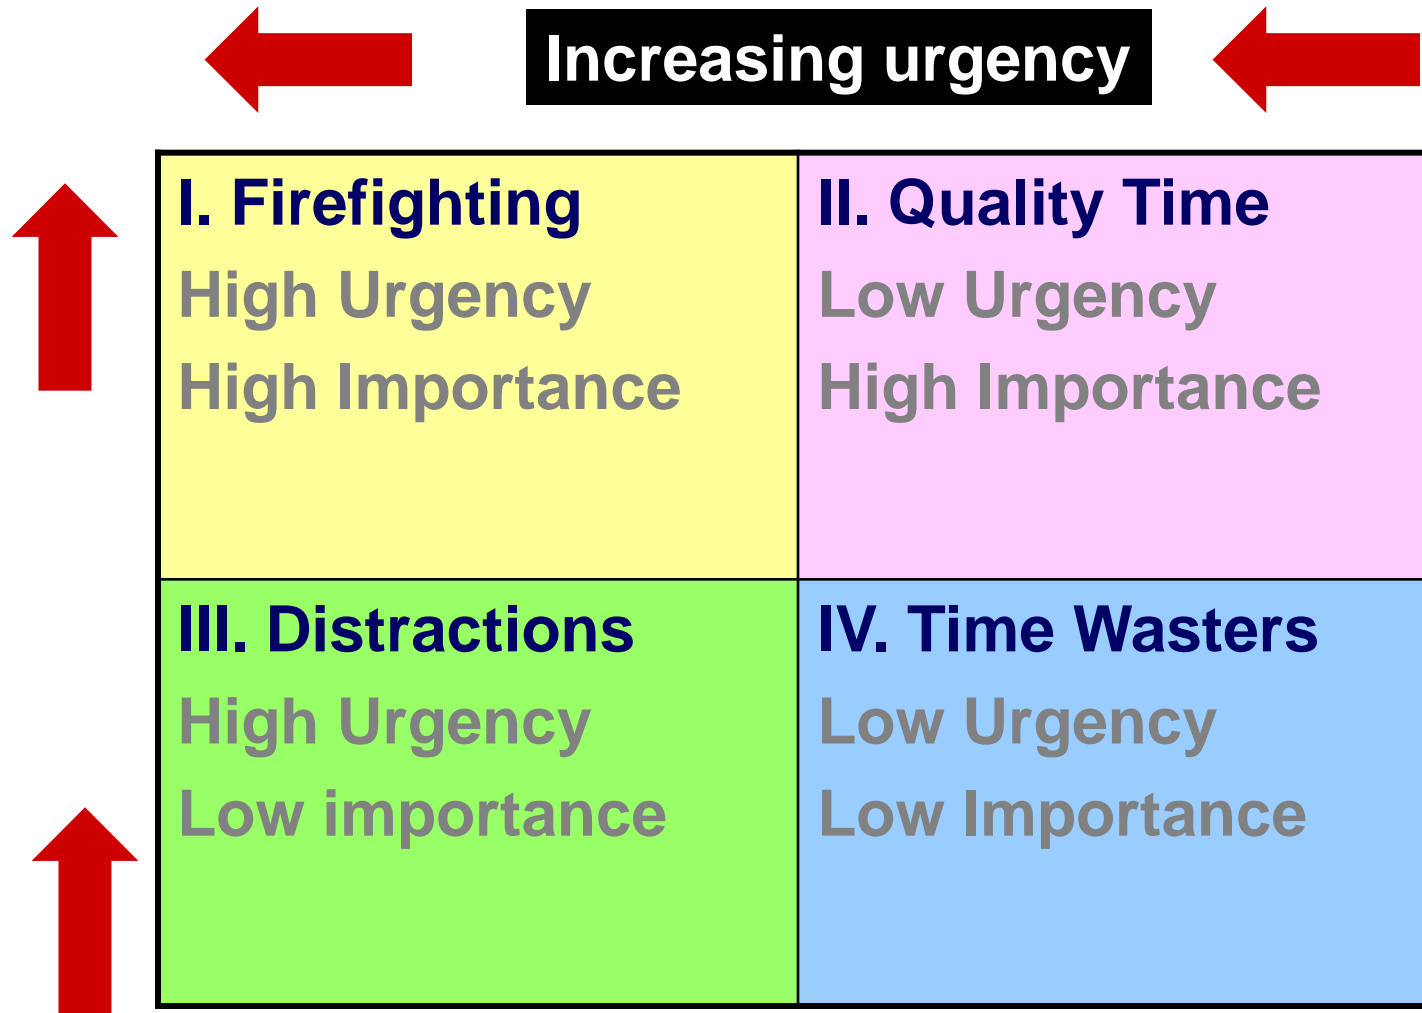 Increasing urgency
I. Firefighting
High Urgency
High Importance
II. Quality Time
Low Urgency
High Importance
III. Distractions
High Urgency
Low importance
IV. Time Wasters
Low Urgency
Low Importance